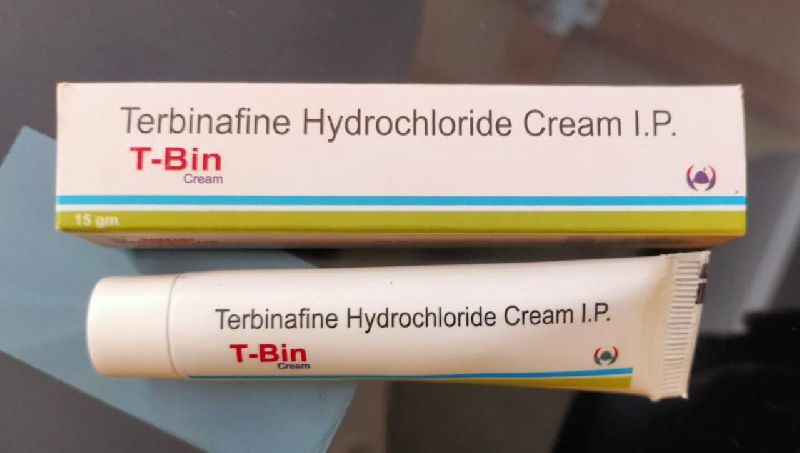 Terbinafine Hydrochloride Cream I.P.
T-Bin
Cream
15 gm
Terbinafine Hydrochloride Cream I.P.
T-Bin
Cream